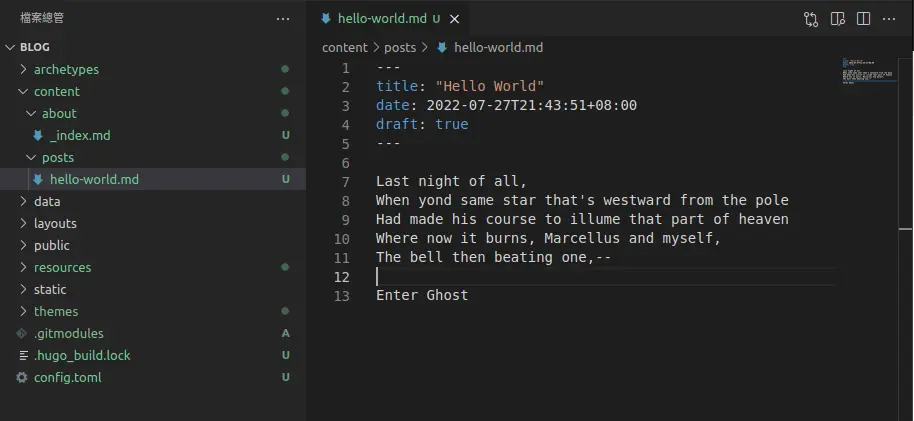 檔案總管
BLOG
archetypes
content
about
_index.md U
posts
hello-world.md U
data
layouts
public
resources
static
themes
.gitmodules A
.hugo_build.lock U
config.toml U
hello-world.md U
content > posts > hello-world.md
1 ---
2 title: "Hello World"
3 date: 2022-07-27T21:43:51+08:00
4 draft: true
5 ---
6
7 Last night of all,
8 When yond same star that's westward from the pole
9 Had made his course to illume that part of heaven
10 Where now it burns, Marcellus and myself,
11 The bell then beating one,--
12
13 Enter Ghost